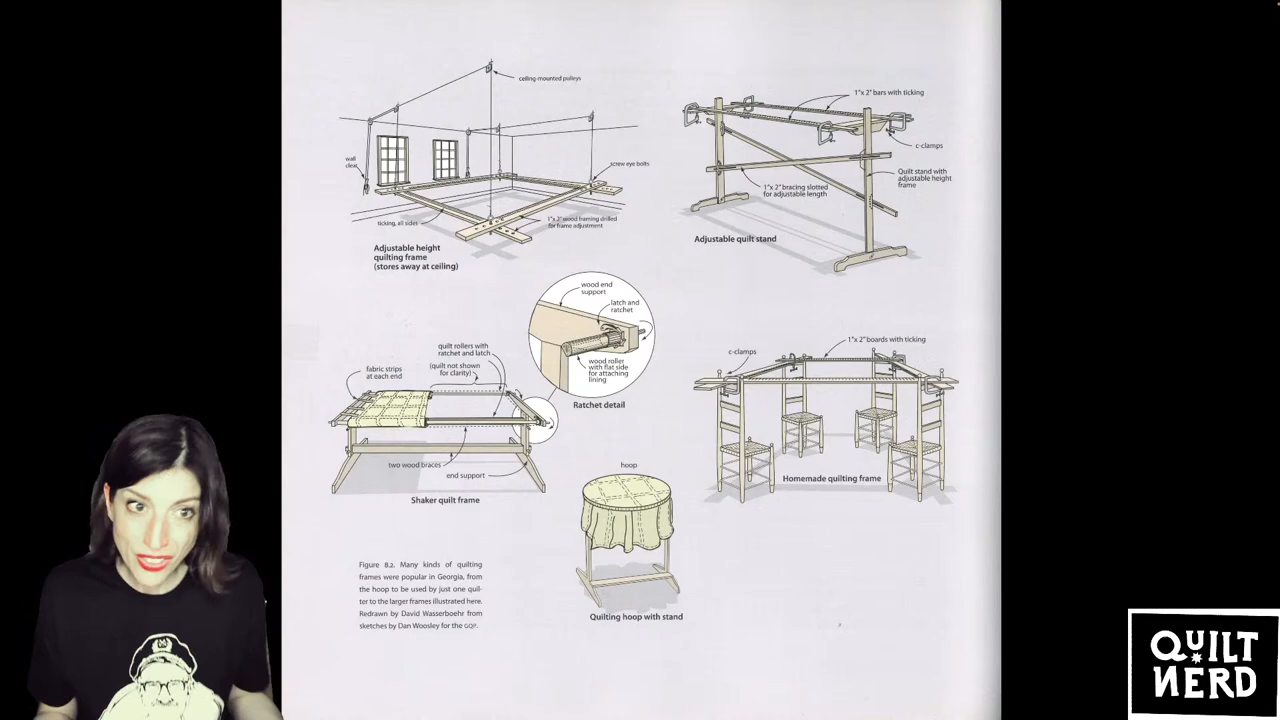 ceiling-mounted pulleys
wall
cleat
screw eye bolts
ticking, all sides
1"x 2" wood framing drilled
for frame adjustment
Adjustable height
quilting frame
(stores away at ceiling)
1"x 2" bars with ticking
c-clamps
Quilt stand with
adjustable height
frame
1"x 2" bracing slotted
for adjustable length
Adjustable quilt stand
wood end
support
latch and
ratchet
wood roller
with flat side
for attaching
lining
Ratchet detail
quilt rollers with
ratchet and latch
(quilt not shown
for clarity)
fabric strips
at each end
two wood braces
end support
Shaker quilt frame
c-clamps
1"x 2" boards with ticking
Homemade quilting frame
hoop
Quilting hoop with stand
Figure 8.2. Many kinds of quilting
frames were popular in Georgia, from
the hoop to be used by just one quil-
ter to the larger frames illustrated here.
Redrawn by David Wasserboehr from
sketches by Dan Woosley for the GQP.
QUILT
NERD